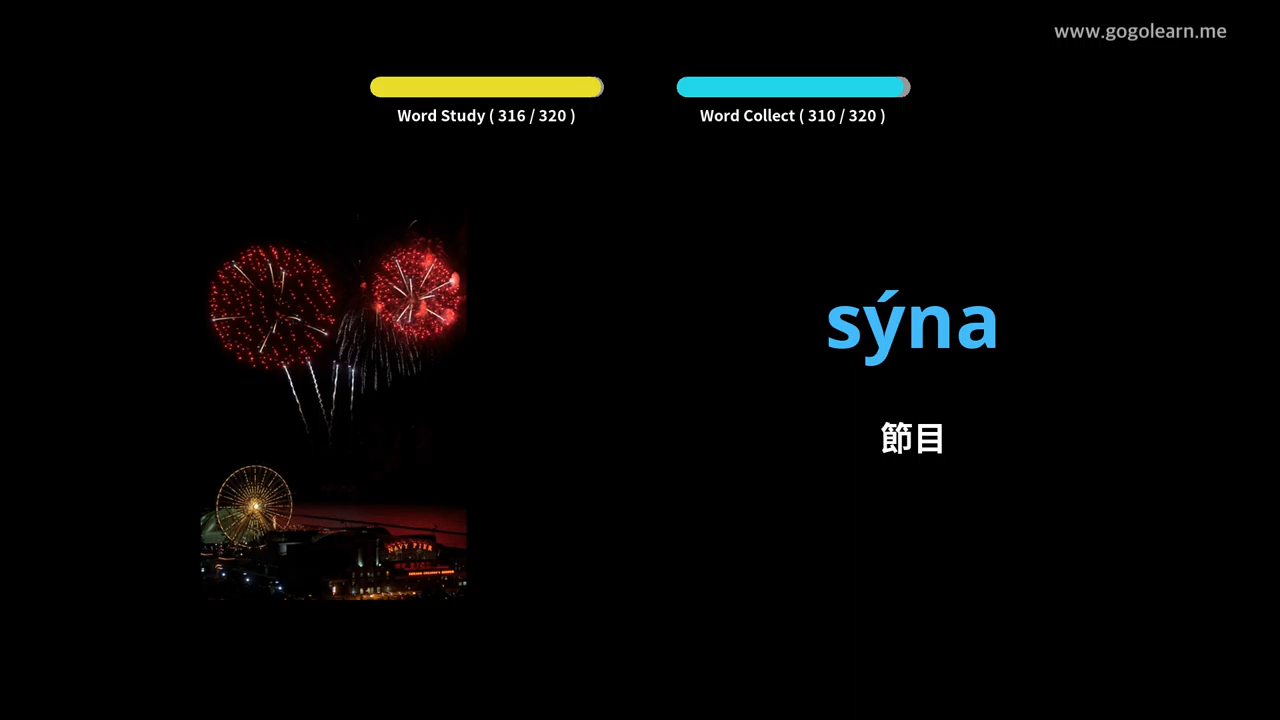 www.gogolearn.me
Word Study ( 316 / 320 )
Word Collect ( 310 / 320 )
sýna
節目
NAVY PIER